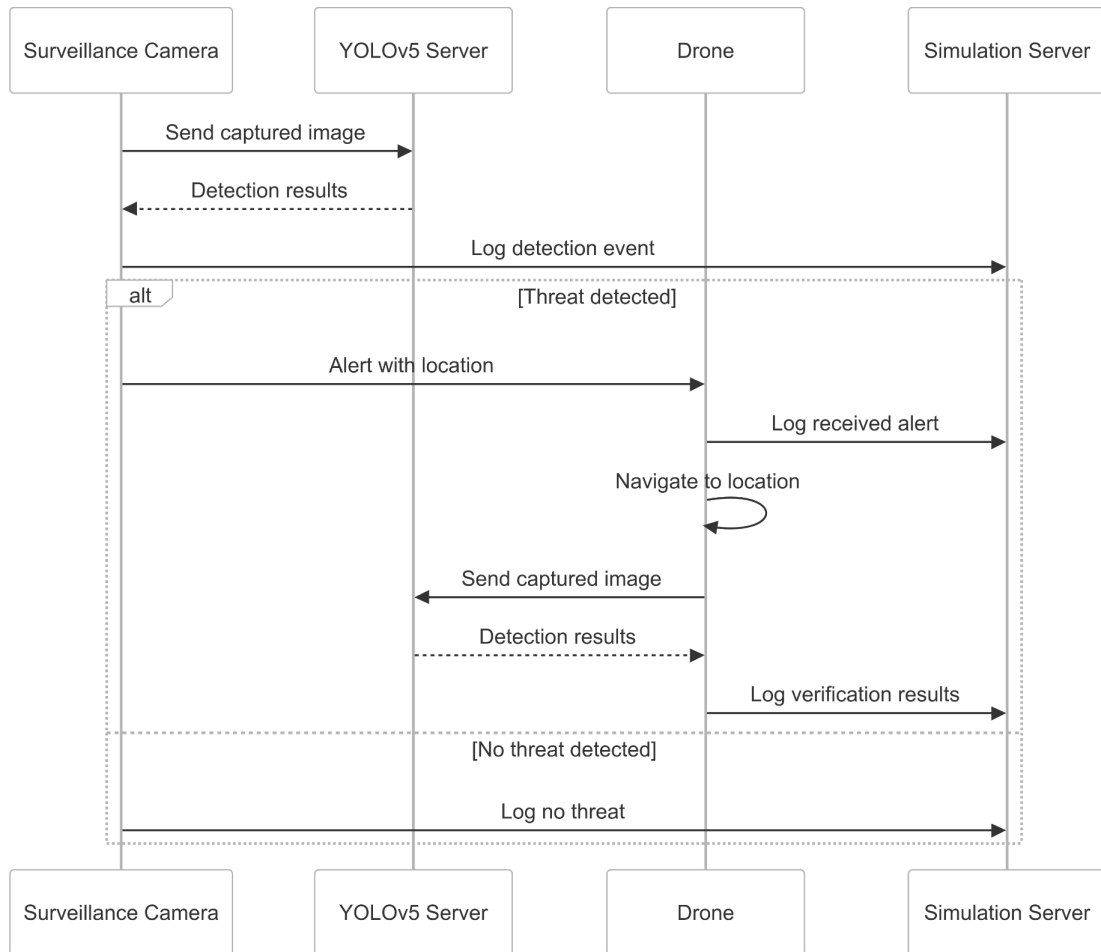 Surveillance Camera
YOLOv5 Server
Drone
Simulation Server
Send captured image
Detection results
Log detection event
alt
[Threat detected]
Alert with location
Log received alert
Navigate to location
Send captured image
Detection results
Log verification results
[No threat detected]
Log no threat
Surveillance Camera
YOLOv5 Server
Drone
Simulation Server